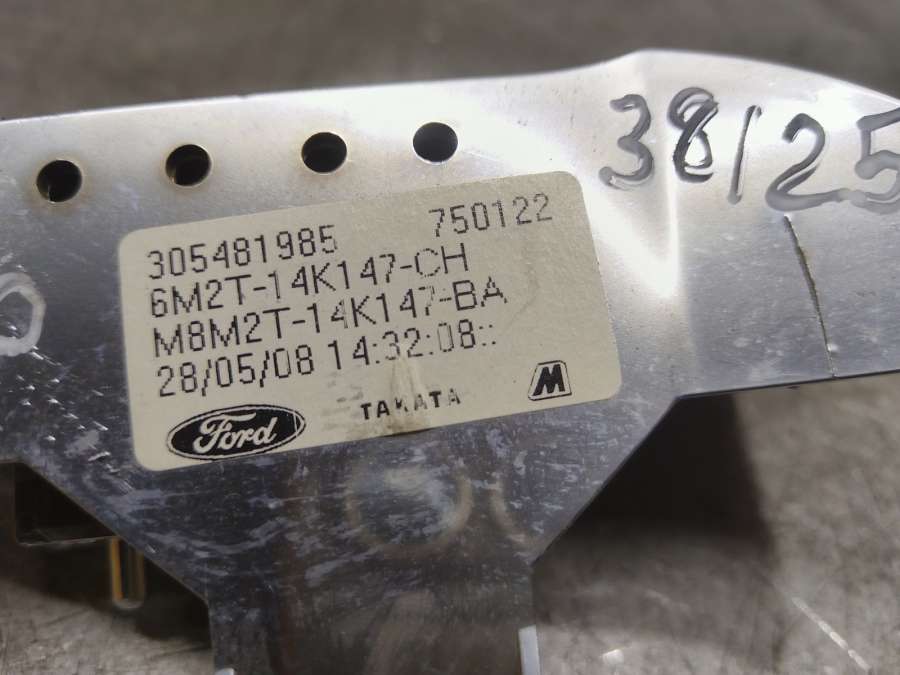 38/25
305481985 750122
6M2T-14K147-CH
M8M2T-14K147-BA
28/05/08 14:32:08::
Ford TAKATA M